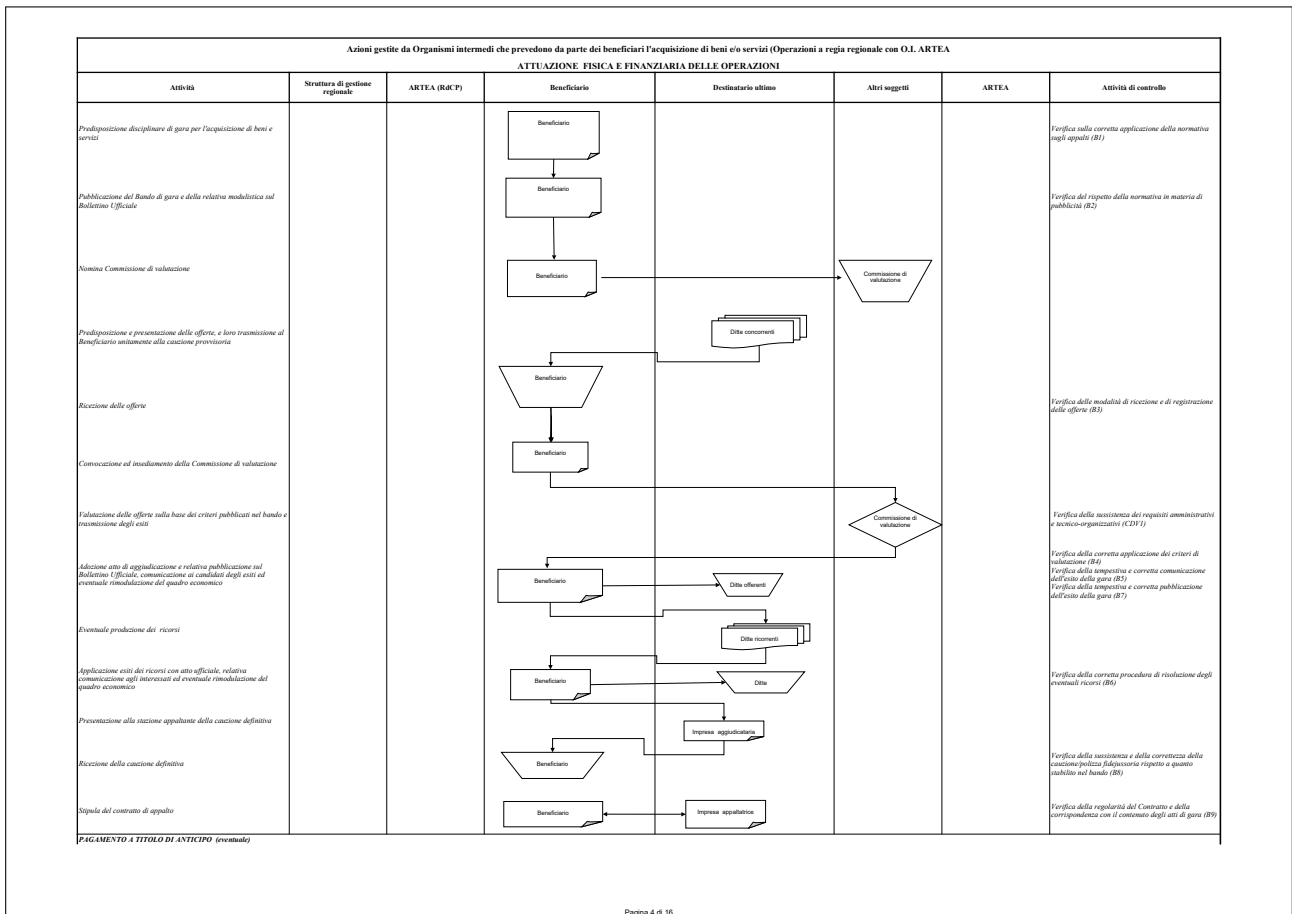 Azioni gestite da Organismi intermedi che prevedono da parte dei beneficiari l'acquisizione di beni e/o servizi (Operazioni a regia regionale con O.I. ARTEA
ATTUAZIONE FISICA E FINANZIARIA DELLE OPERAZIONI
Attività
Struttura di gestione
regionale
ARTEA (RdCP)
Beneficiario
Destinatario ultimo
Altri soggetti
ARTEA
Attività di controllo
Predisposizione disciplinare di gara per l'acquisizione di beni e
servizi
Beneficiario
Verifica sulla corretta applicazione della normativa
sugli appalti (B1)
Pubblicazione del Bando di gara e della relativa modulistica sul
Bollettino Ufficiale
Beneficiario
Verifica del rispetto della normativa in materia di
pubblicità (B2)
Nomina Commissione di valutazione
Beneficiario
Commissione di
valutazione
Predisposizione e presentazione delle offerte, e loro trasmissione al
Beneficiario unitamente alla cauzione provvisoria
Ditte concorrenti
Beneficiario
Ricezione delle offerte
Verifica delle modalità di ricezione e di registrazione
delle offerte (B3)
Convocazione ed insediamento della Commissione di valutazione
Beneficiario
Valutazione delle offerte sulla base dei criteri pubblicati nel bando e
trasmissione degli esiti
Commissione di
valutazione
Verifica della sussistenza dei requisiti amministrativi
e tecnico-organizzativi (CDV1)
Adozione atto di aggiudicazione e relativa pubblicazione sul
Bollettino Ufficiale, comunicazione ai candidati degli esiti ed
eventuale rimodulazione del quadro economico
Beneficiario
Ditte offerenti
Verifica della corretta applicazione dei criteri di
valutazione (B4)
Verifica della tempestiva e corretta comunicazione
dell'esito della gara (B5)
Verifica della tempestiva e corretta pubblicazione
dell'esito della gara (B7)
Eventuale produzione dei ricorsi
Ditte ricorrenti
Applicazione esiti dei ricorsi con atto ufficiale, relativa
comunicazione agli interessati ed eventuale rimodulazione del
quadro economico
Beneficiario
Ditte
Verifica della corretta procedura di risoluzione degli
eventuali ricorsi (B6)
Presentazione alla stazione appaltante della cauzione definitiva
Impresa aggiudicataria
Ricezione della cauzione definitiva
Beneficiario
Verifica della sussistenza e della correttezza della
cauzione/polizza fidejussoria rispetto a quanto
stabilito nel bando (B8)
Stipula del contratto di appalto
Beneficiario
Impresa appaltatrice
Verifica della regolarità del Contratto e della
corrispondenza con il contenuto degli atti di gara (B9)
PAGAMENTO A TITOLO DI ANTICIPO (eventuale)
Pagina 4 di 16